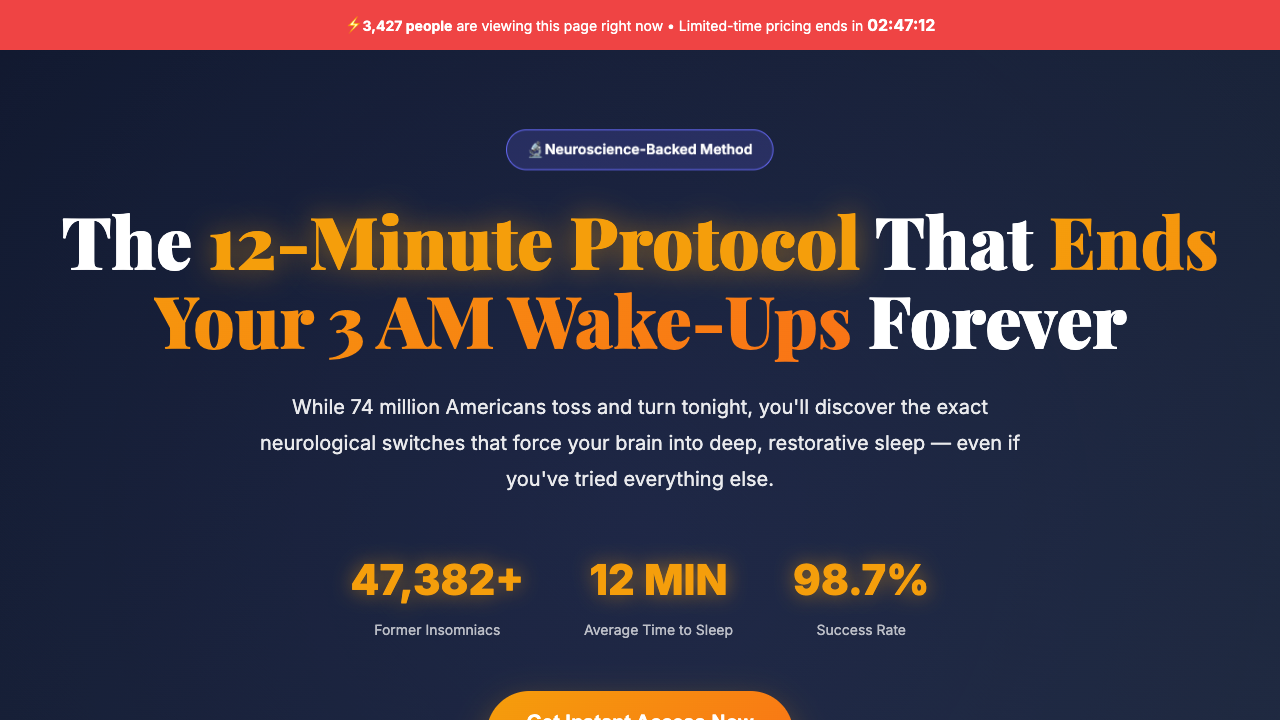 ⚡ 3,427 people are viewing this page right now • Limited-time pricing ends in 02:47:12
🔬 Neuroscience-Backed Method
The 12-Minute Protocol That Ends
Your 3 AM Wake-Ups Forever
While 74 million Americans toss and turn tonight, you'll discover the exact
neurological switches that force your brain into deep, restorative sleep — even if
you've tried everything else.
47,382+ 12 MIN 98.7%
Former Insomniacs Average Time to Sleep Success Rate
Get Instant Access Now